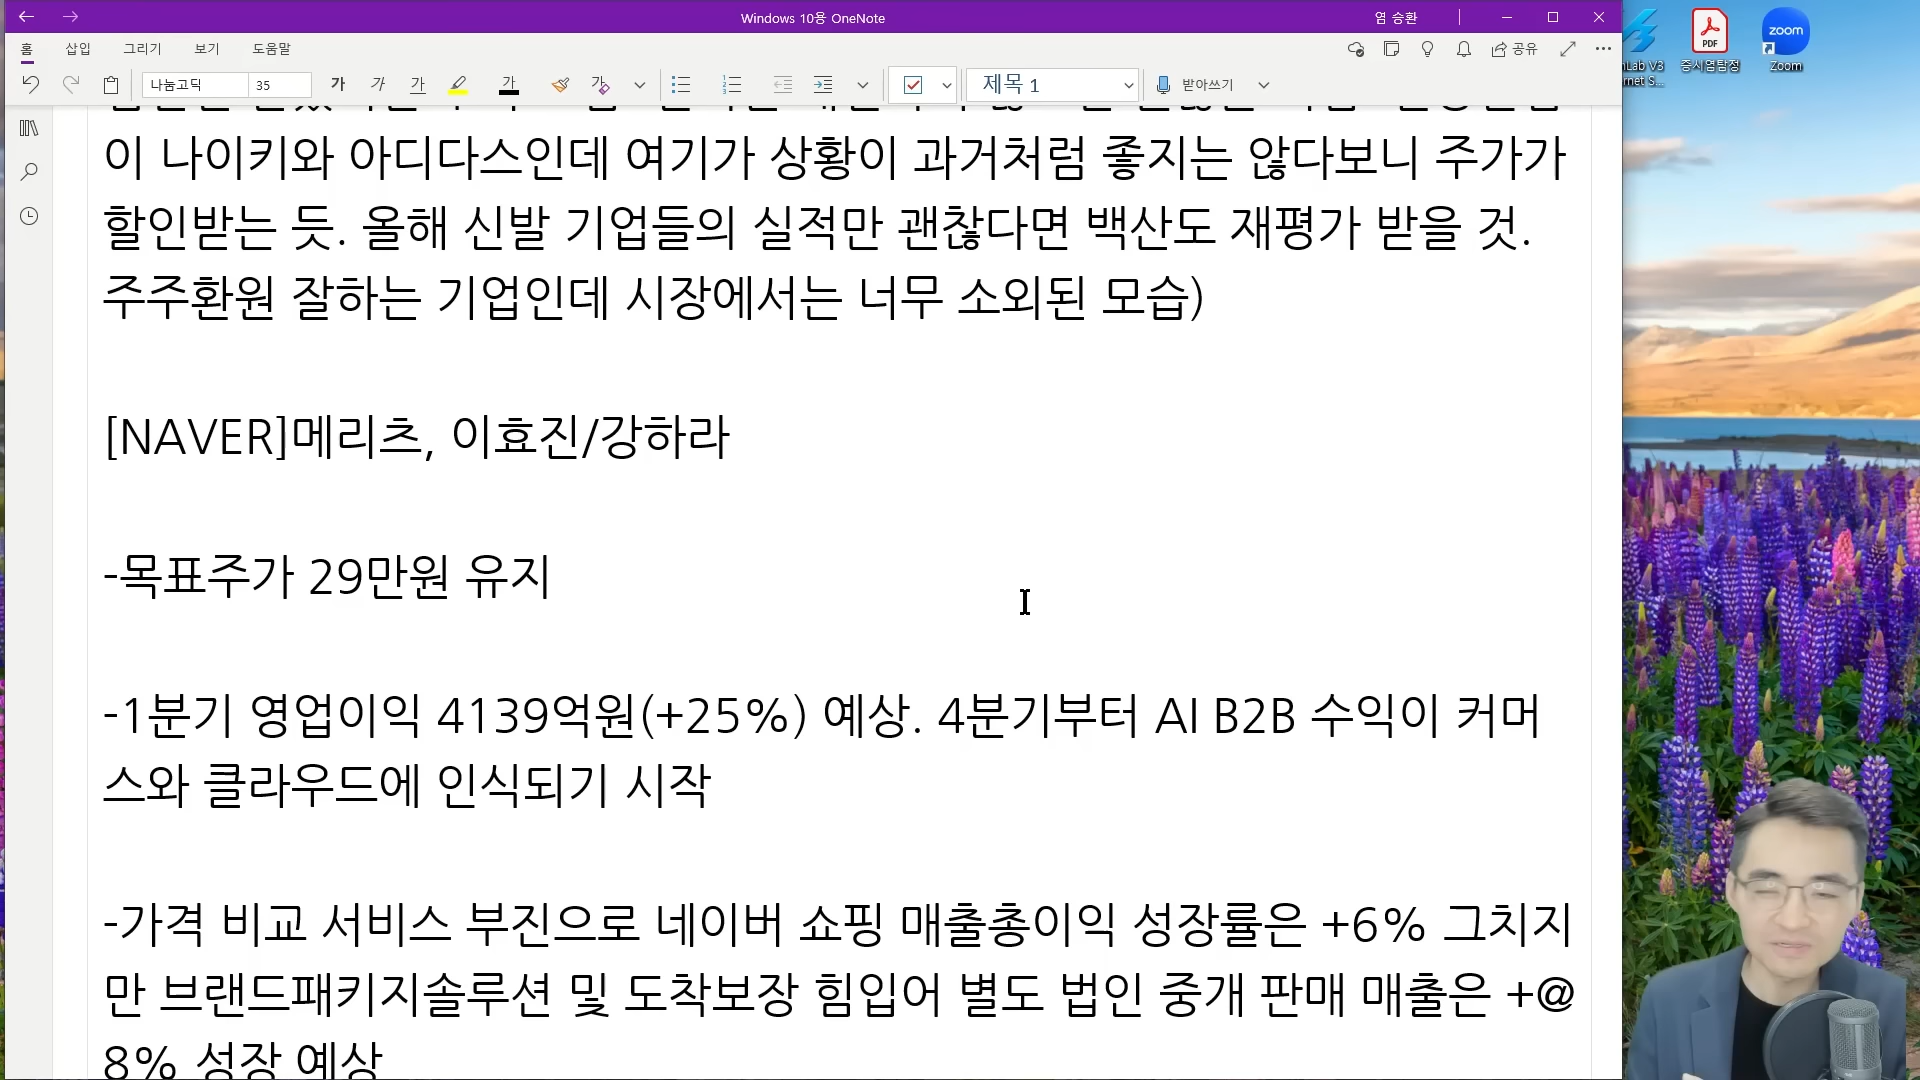 Windows 10용 OneNote
염 승환
홈 삽입 그리기 보기 도움말
공유
나눔고딕 35 가 가 가 가 가 제목 1 받아쓰기
이 나이키와 아디다스인데 여기가 상황이 과거처럼 좋지는 않다보니 주가가
할인받는 듯. 올해 신발 기업들의 실적만 괜찮다면 백산도 재평가 받을 것.
주주환원 잘하는 기업인데 시장에서는 너무 소외된 모습)
[NAVER]메리츠, 이효진/강하라
-목표주가 29만원 유지
-1분기 영업이익 4139억원(+25%) 예상. 4분기부터 AI B2B 수익이 커머
스와 클라우드에 인식되기 시작
-가격 비교 서비스 부진으로 네이버 쇼핑 매출총이익 성장률은 +6% 그치지
만 브랜드패키지솔루션 및 도착보장 힘입어 별도 법인 중개 판매 매출은 +@
8% 성장 예상
PDF
zoom
Lab V3
rnet S...
증시염탐정
Zoom